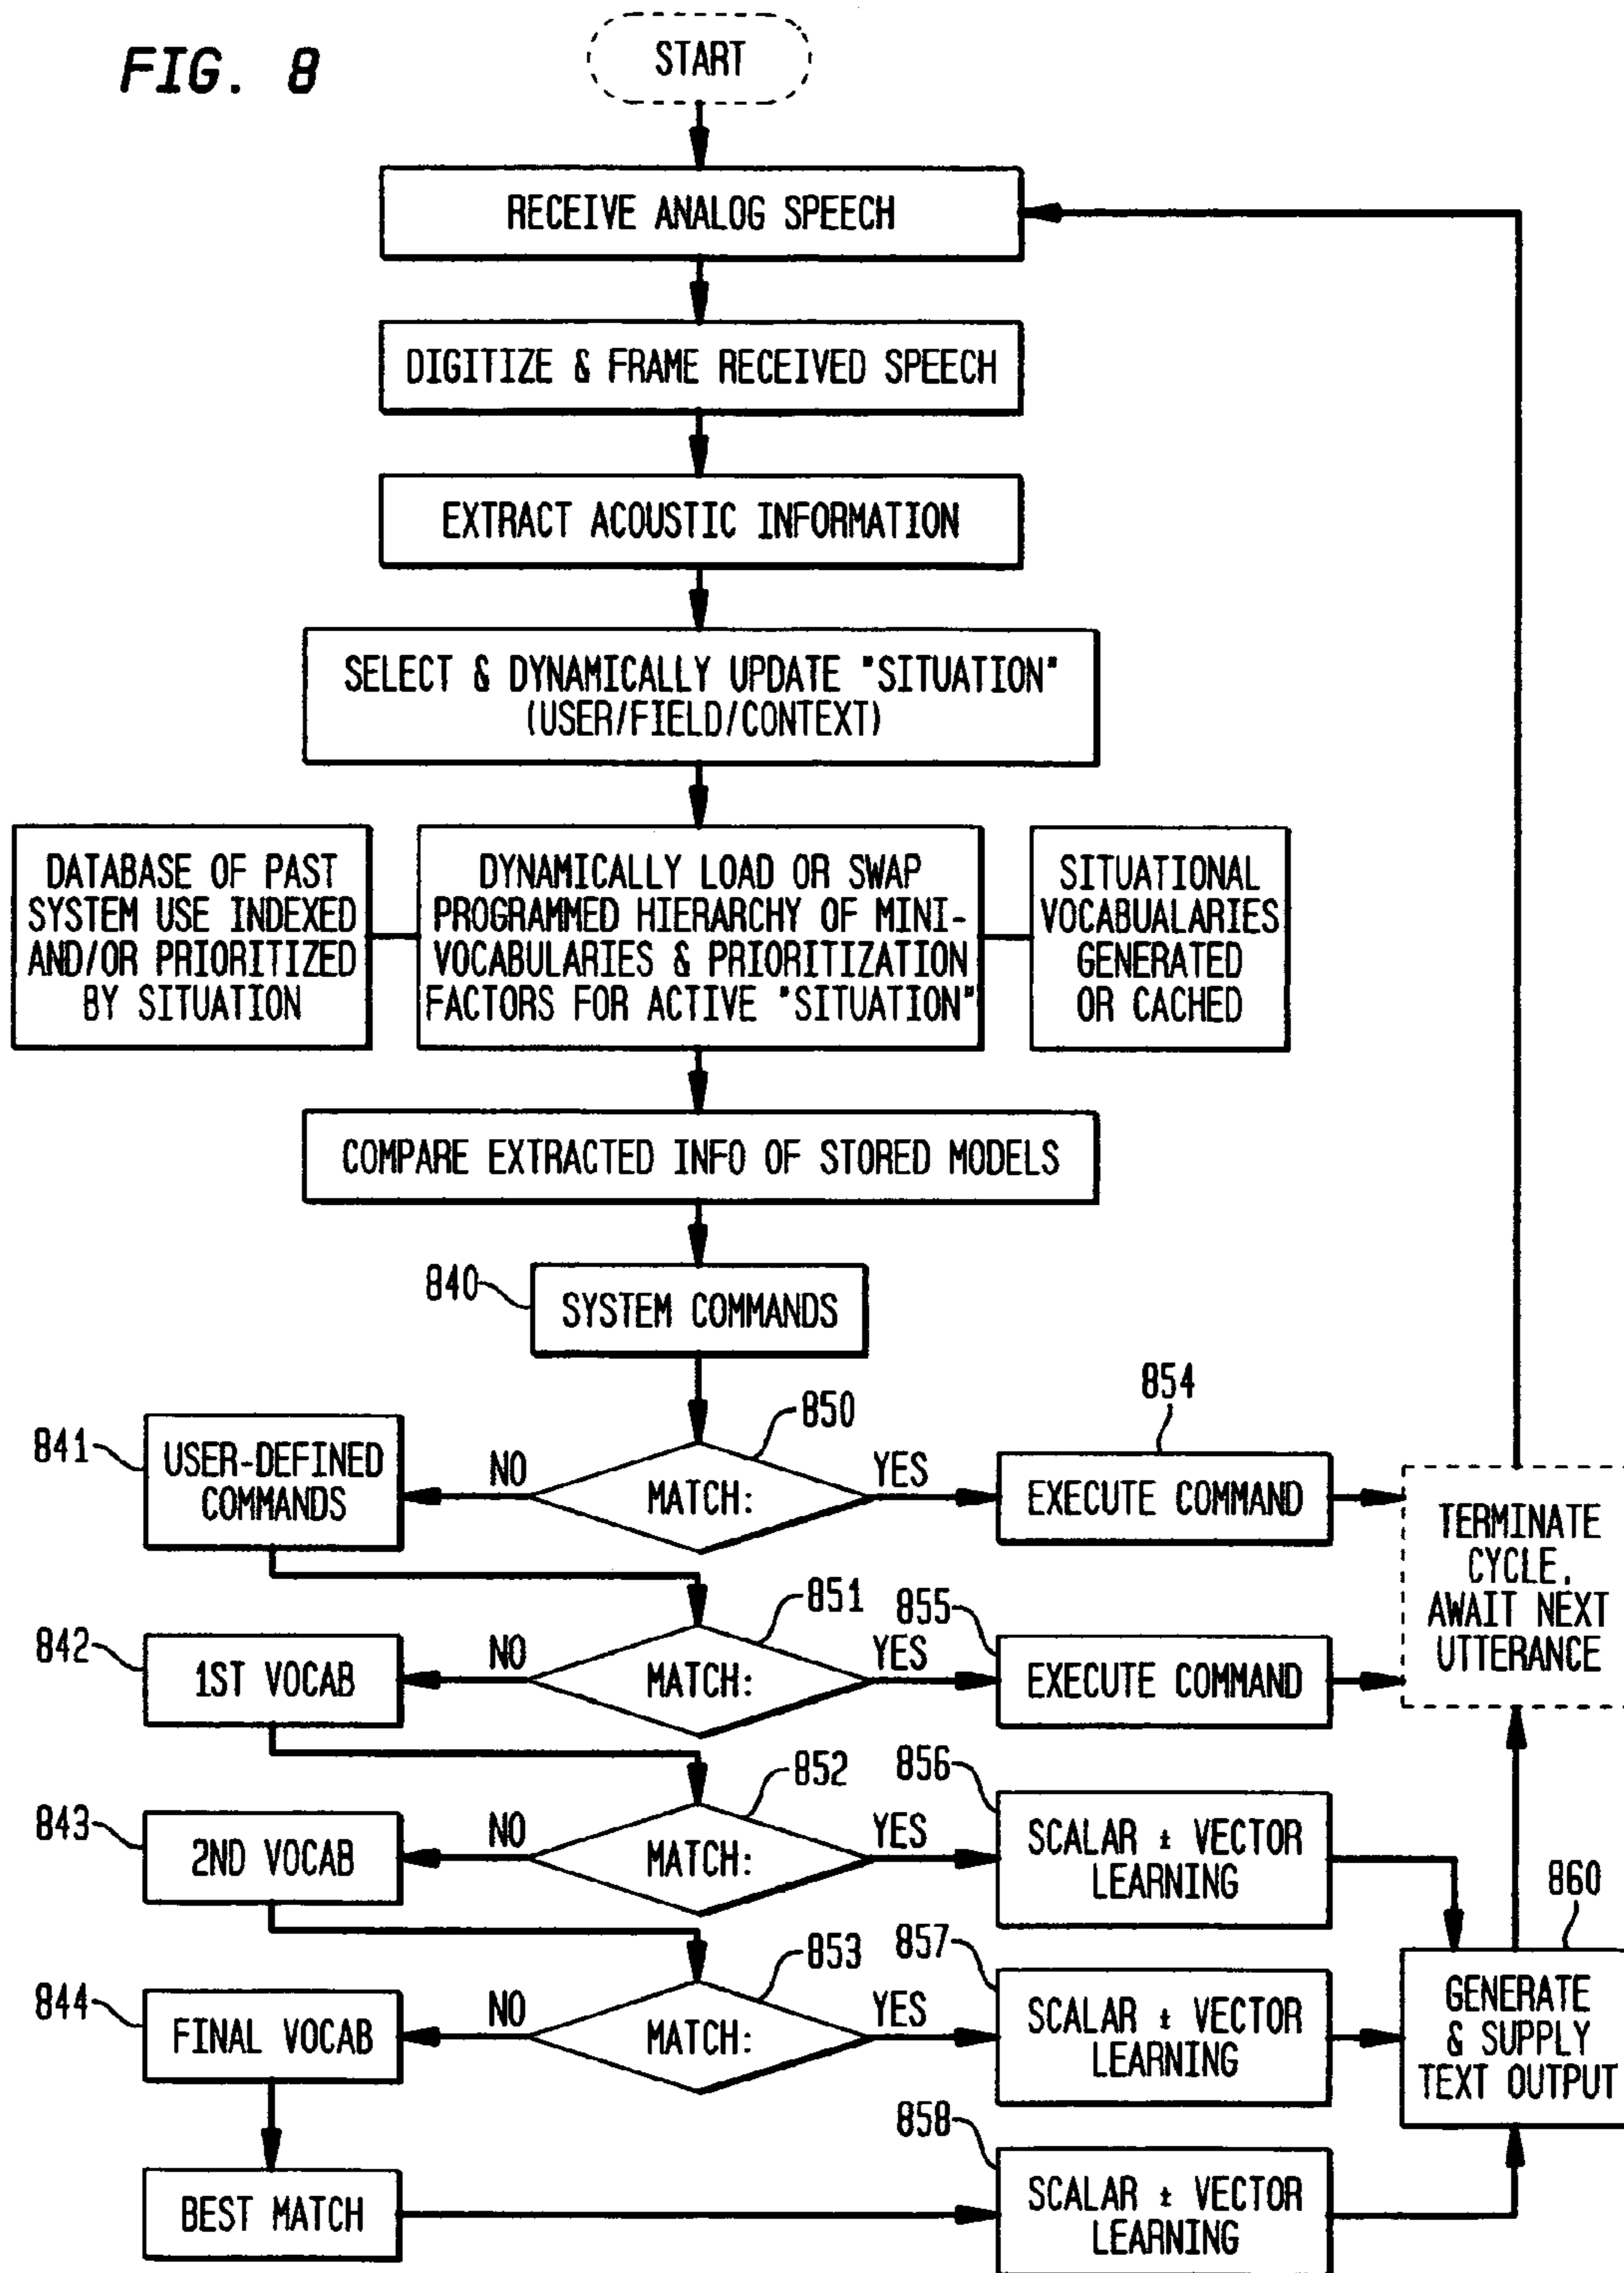 FIG. 8
START
RECEIVE ANALOG SPEECH
DIGITIZE & FRAME RECEIVED SPEECH
EXTRACT ACOUSTIC INFORMATION
SELECT & DYNAMICALLY UPDATE "SITUATION"
(USER/FIELD/CONTEXT)
DATABASE OF PAST
SYSTEM USE INDEXED
AND/OR PRIORITIZED
BY SITUATION
DYNAMICALLY LOAD OR SWAP
PROGRAMMED HIERARCHY OF MINI-
VOCABULARIES & PRIORITIZATION
FACTORS FOR ACTIVE "SITUATION"
SITUATIONAL
VOCABUALARIES
GENERATED
OR CACHED
COMPARE EXTRACTED INFO OF STORED MODELS
840
SYSTEM COMMANDS
850
854
841
USER-DEFINED
COMMANDS
NO
MATCH:
YES
EXECUTE COMMAND
TERMINATE
CYCLE.
AWAIT NEXT
UTTERANCE
851
855
842
1ST VOCAB
NO
MATCH:
YES
EXECUTE COMMAND
852
856
843
2ND VOCAB
NO
MATCH:
YES
SCALAR ± VECTOR
LEARNING
860
853
857
844
FINAL VOCAB
NO
MATCH:
YES
SCALAR ± VECTOR
LEARNING
GENERATE
& SUPPLY
TEXT OUTPUT
858
BEST MATCH
SCALAR ± VECTOR
LEARNING